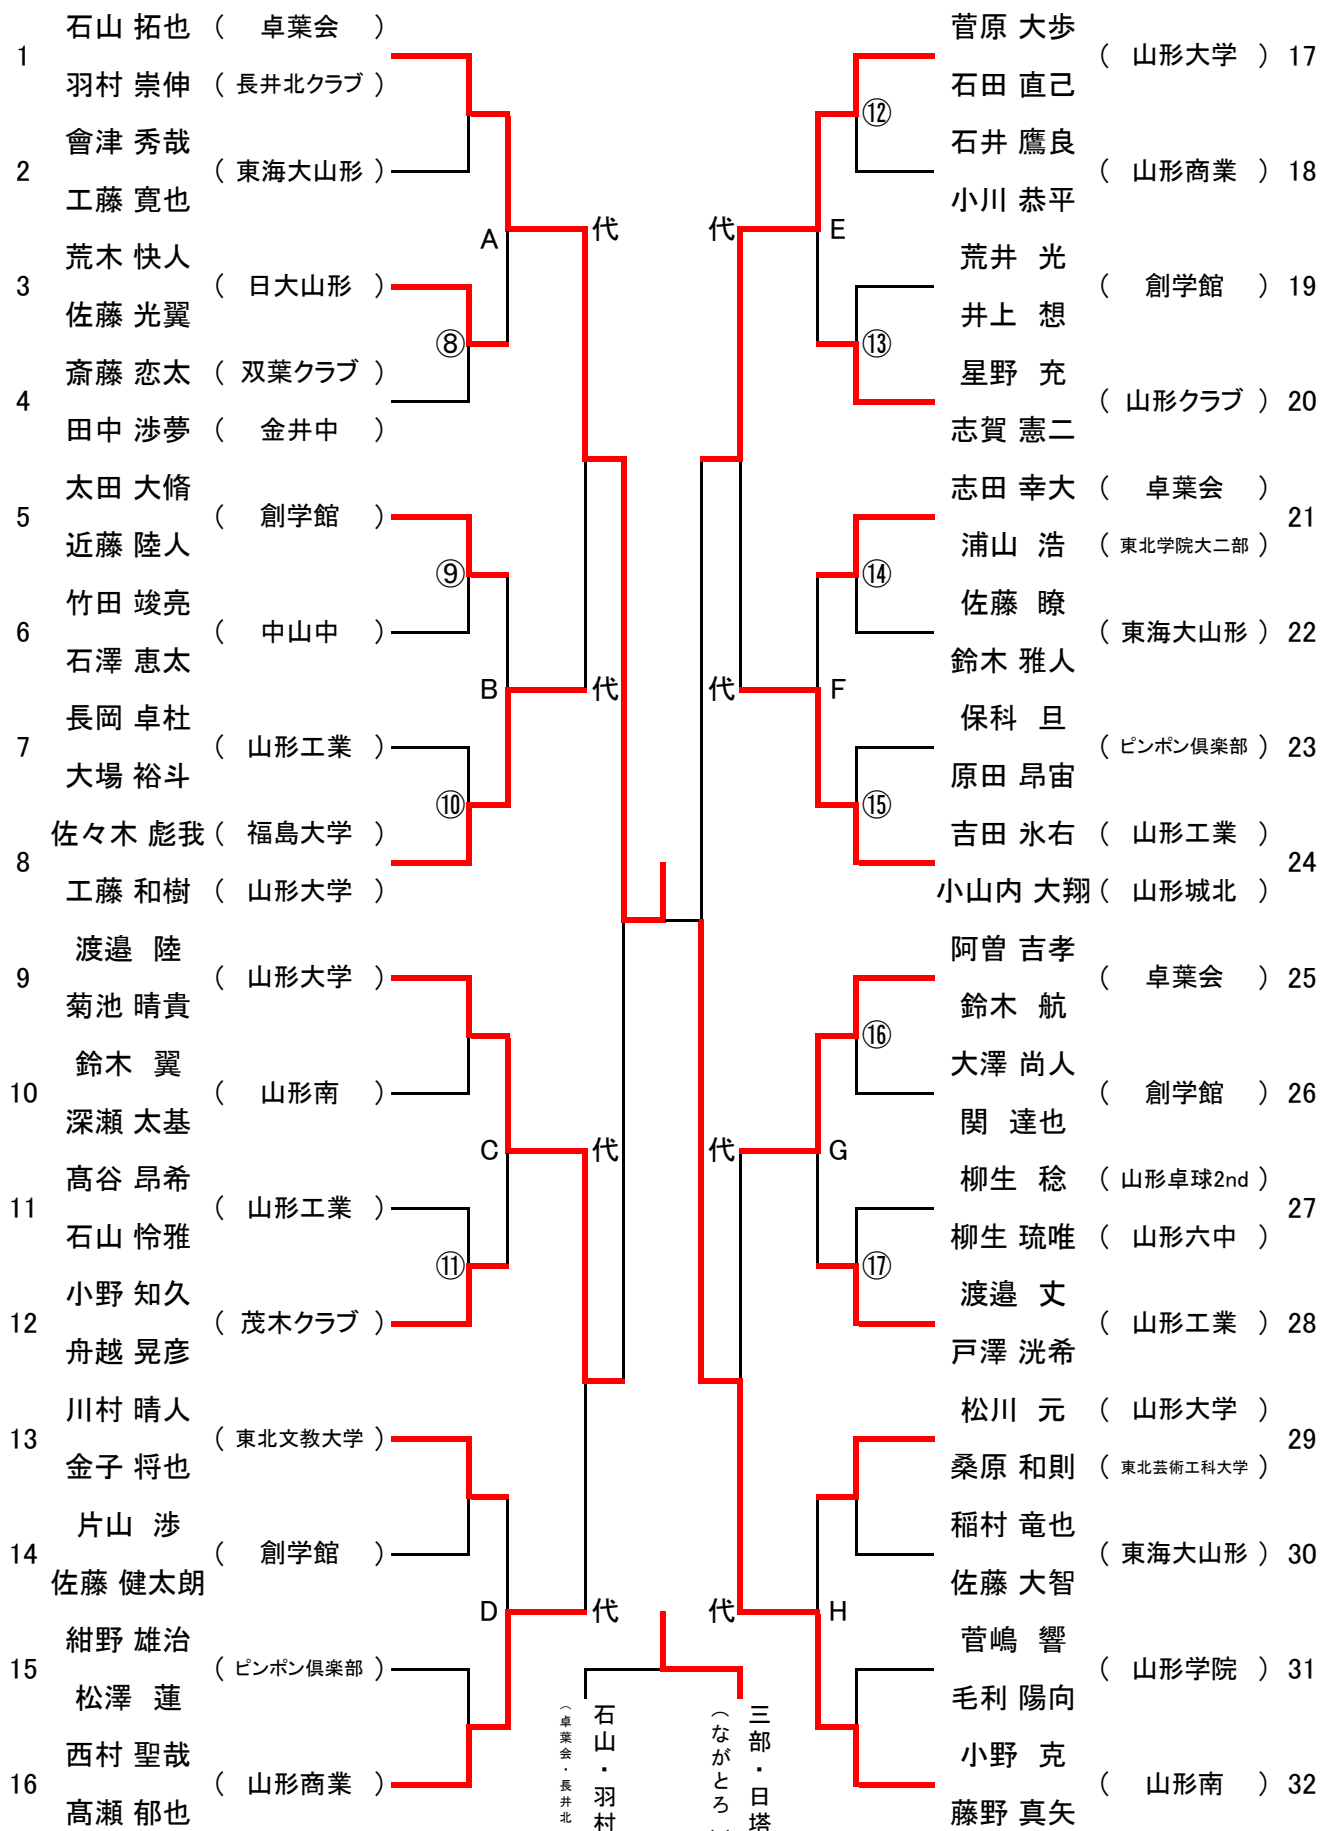 1 石山 拓也 ( 卓葉会 )
羽村 崇伸 ( 長井北クラブ )
2 會津 秀哉 ( 東海大山形 )
工藤 寛也
3 荒木 快人 ( 日大山形 )
佐藤 光翼
4 斎藤 恋太 ( 双葉クラブ )
田中 渉夢 ( 金井中 )
5 太田 大脩 ( 創学館 )
近藤 陸人
6 竹田 竣亮 ( 中山中 )
石澤 恵太
7 長岡 卓杜 ( 山形工業 )
大場 裕斗
8 佐々木 彪我 ( 福島大学 )
工藤 和樹 ( 山形大学 )
9 渡邉 陸 ( 山形大学 )
菊池 晴貴
10 鈴木 翼 ( 山形南 )
深瀬 太基
11 髙谷 昂希 ( 山形工業 )
石山 怜雅
12 小野 知久 ( 茂木クラブ )
舟越 晃彦
13 川村 晴人 ( 東北文教大学 )
金子 将也
14 片山 渉 ( 創学館 )
佐藤 健太朗
15 紺野 雄治 ( ピンポン倶楽部 )
松澤 蓮
16 西村 聖哉 ( 山形商業 )
髙瀬 郁也
⑧
⑨
⑩
⑪
A 代
B 代
C 代
D 代
代 E
代 F
代 G
代 H
⑫
⑬
⑭
⑮
⑯
⑰
菅原 大歩 ( 山形大学 ) 17
石田 直己
石井 鷹良 ( 山形商業 ) 18
小川 恭平
荒井 光 ( 創学館 ) 19
井上 想
星野 充 ( 山形クラブ ) 20
志賀 憲二
志田 幸大 ( 卓葉会 ) 21
浦山 浩 ( 東北学院大二部 )
佐藤 暸 ( 東海大山形 ) 22
鈴木 雅人
保科 旦 ( ピンポン倶楽部 ) 23
原田 昂宙
吉田 氷右 ( 山形工業 ) 24
小山内 大翔 ( 山形城北 )
阿曽 吉孝 ( 卓葉会 ) 25
鈴木 航
大澤 尚人 ( 創学館 ) 26
関 達也
柳生 稔 ( 山形卓球2nd ) 27
柳生 琉唯 ( 山形六中 )
渡邉 丈 ( 山形工業 ) 28
戸澤 洸希
松川 元 ( 山形大学 ) 29
桑原 和則 ( 東北芸術工科大学 )
稲村 竜也 ( 東海大山形 ) 30
佐藤 大智
菅嶋 響 ( 山形学院 ) 31
毛利 陽向
小野 克 ( 山形南 ) 32
藤野 真矢
石山・羽村
(卓葉会・長井北
三部・日塔
(ながとろ